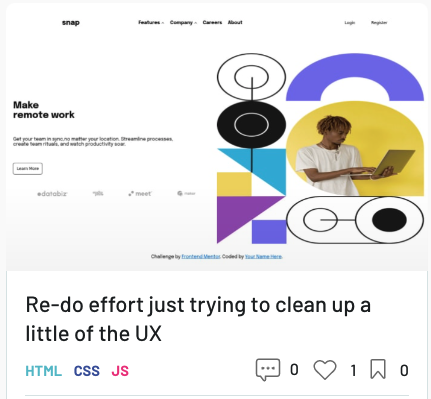 snap Features Company Careers About Login Register
Make
remote work
Get your team in sync, no matter your location. Streamline processes,
create team rituals, and watch productivity soar.
Learn More
databiz meet
Challenge by Frontend Mentor. Coded by Your Name Here.
Re-do effort just trying to clean up a
little of the UX
HTML CSS JS 0 1 0